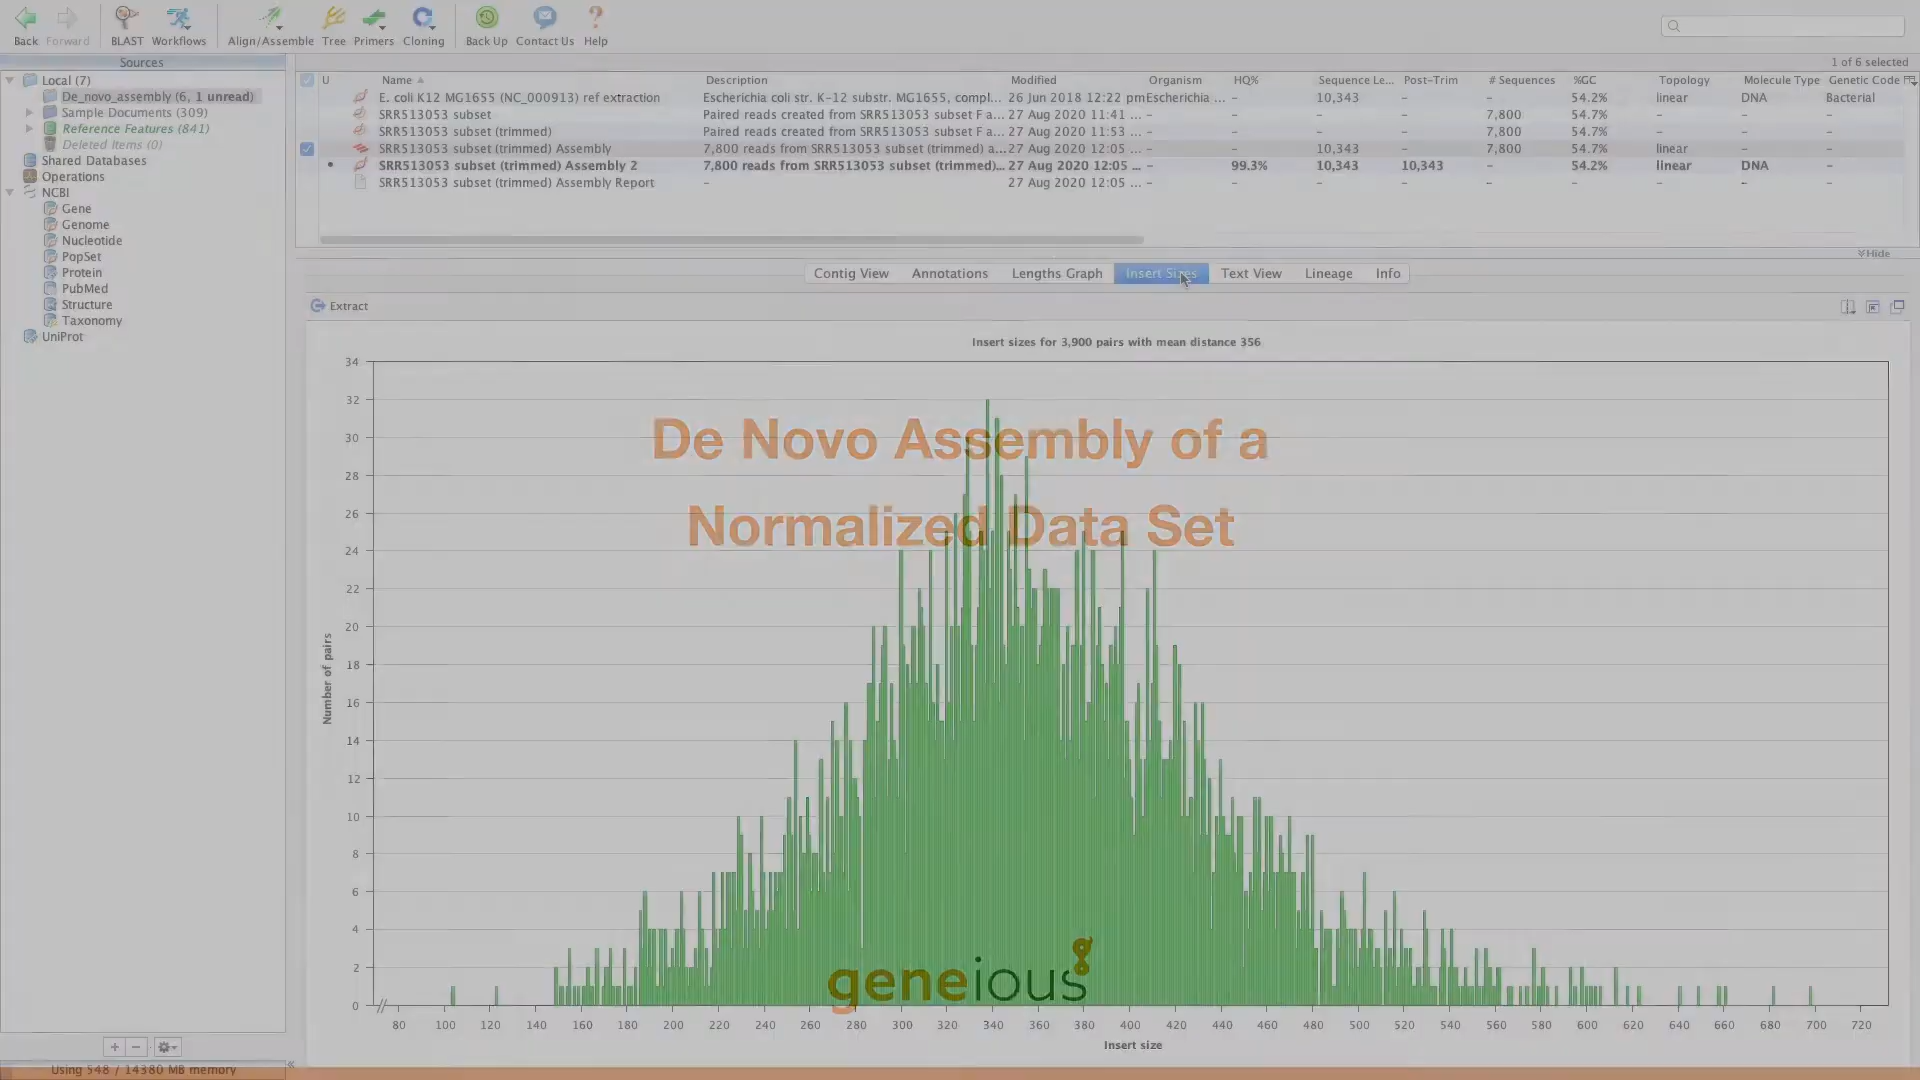 Back Forward BLAST Workflows Align/Assemble Tree Primers Cloning Back Up Contact Us Help
Sources
1 of 6 selected
Local (7)
De_novo_assembly (6, 1 unread)
Sample Documents (309)
Reference Features (841)
Deleted Items (0)
Shared Databases
Operations
NCBI
Gene
Genome
Nucleotide
PopSet
Protein
PubMed
Structure
Taxonomy
UniProt
U Name Description Modified Organism HQ% Sequence Le... Post-Trim # Sequences %GC Topology Molecule Type Genetic Code
E. coli K12 MG1655 (NC_000913) ref extraction Escherichia coli str. K-12 substr. MG1655, compl... 26 Jun 2018 12:22 pm Escherichia ... – 10,343 – – 54.2% linear DNA Bacterial
SRR513053 subset Paired reads created from SRR513053 subset F a... 27 Aug 2020 11:41 ... – – – 7,800 54.7% – – –
SRR513053 subset (trimmed) Paired reads created from SRR513053 subset F a... 27 Aug 2020 11:53 ... – – – 7,800 54.7% – – –
SRR513053 subset (trimmed) Assembly 7,800 reads from SRR513053 subset (trimmed) a... 27 Aug 2020 12:05 ... – – 10,343 – 7,800 54.7% linear – –
• SRR513053 subset (trimmed) Assembly 2 7,800 reads from SRR513053 subset (trimmed)... 27 Aug 2020 12:05 ... – 99.3% 10,343 10,343 – 54.2% linear DNA –
SRR513053 subset (trimmed) Assembly Report – 27 Aug 2020 12:05 ... – – – – – – – – –
Hide
Contig View Annotations Lengths Graph Insert Sizes Text View Lineage Info
Extract
Insert sizes for 3,900 pairs with mean distance 356
De Novo Assembly of a
Normalized Data Set
Number of pairs
34
32
30
28
26
24
22
20
18
16
14
12
10
8
6
4
2
0
geneious
80 100 120 140 160 180 200 220 240 260 280 300 320 340 360 380 400 420 440 460 480 500 520 540 560 580 600 620 640 660 680 700 720
Insert size
Using 548 / 14380 MB memory